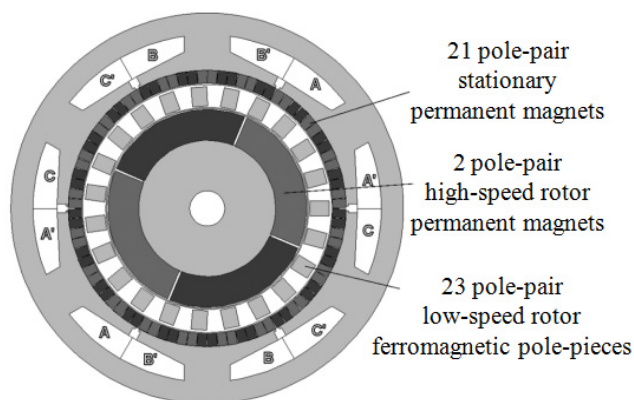 B
B'
C'
A
C
A'
A'
C
A
C'
B'
B
21 pole-pair
stationary
permanent magnets
2 pole-pair
high-speed rotor
permanent magnets
23 pole-pair
low-speed rotor
ferromagnetic pole-pieces